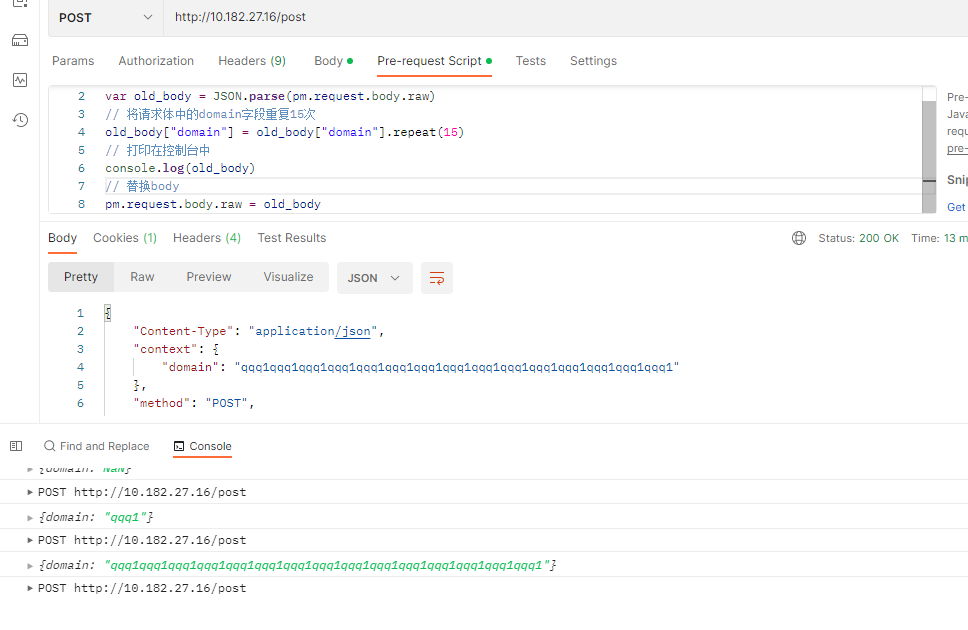 POST http://10.182.27.16/post
Params Authorization Headers (9) Body Pre-request Script Tests Settings
2 var old_body = JSON.parse(pm.request.body.raw)
3 // 将请求体中的domain字段重复15次
4 old_body["domain"] = old_body["domain"].repeat(15)
5 // 打印在控制台中
6 console.log(old_body)
7 // 替换body
8 pm.request.body.raw = old_body
Pre-
Java
requ
pre-
Snip
Get
Body Cookies (1) Headers (4) Test Results Status: 200 OK Time: 13 m
Pretty Raw Preview Visualize JSON
1 {
2 "Content-Type": "application/json",
3 "context": {
4 "domain": "qqq1qqq1qqq1qqq1qqq1qqq1qqq1qqq1qqq1qqq1qqq1qqq1qqq1qqq1qqq1"
5 },
6 "method": "POST",
Find and Replace Console
{domain: NaN}
POST http://10.182.27.16/post
{domain: "qqq1"}
POST http://10.182.27.16/post
{domain: "qqq1qqq1qqq1qqq1qqq1qqq1qqq1qqq1qqq1qqq1qqq1qqq1qqq1qqq1qqq1"}
POST http://10.182.27.16/post